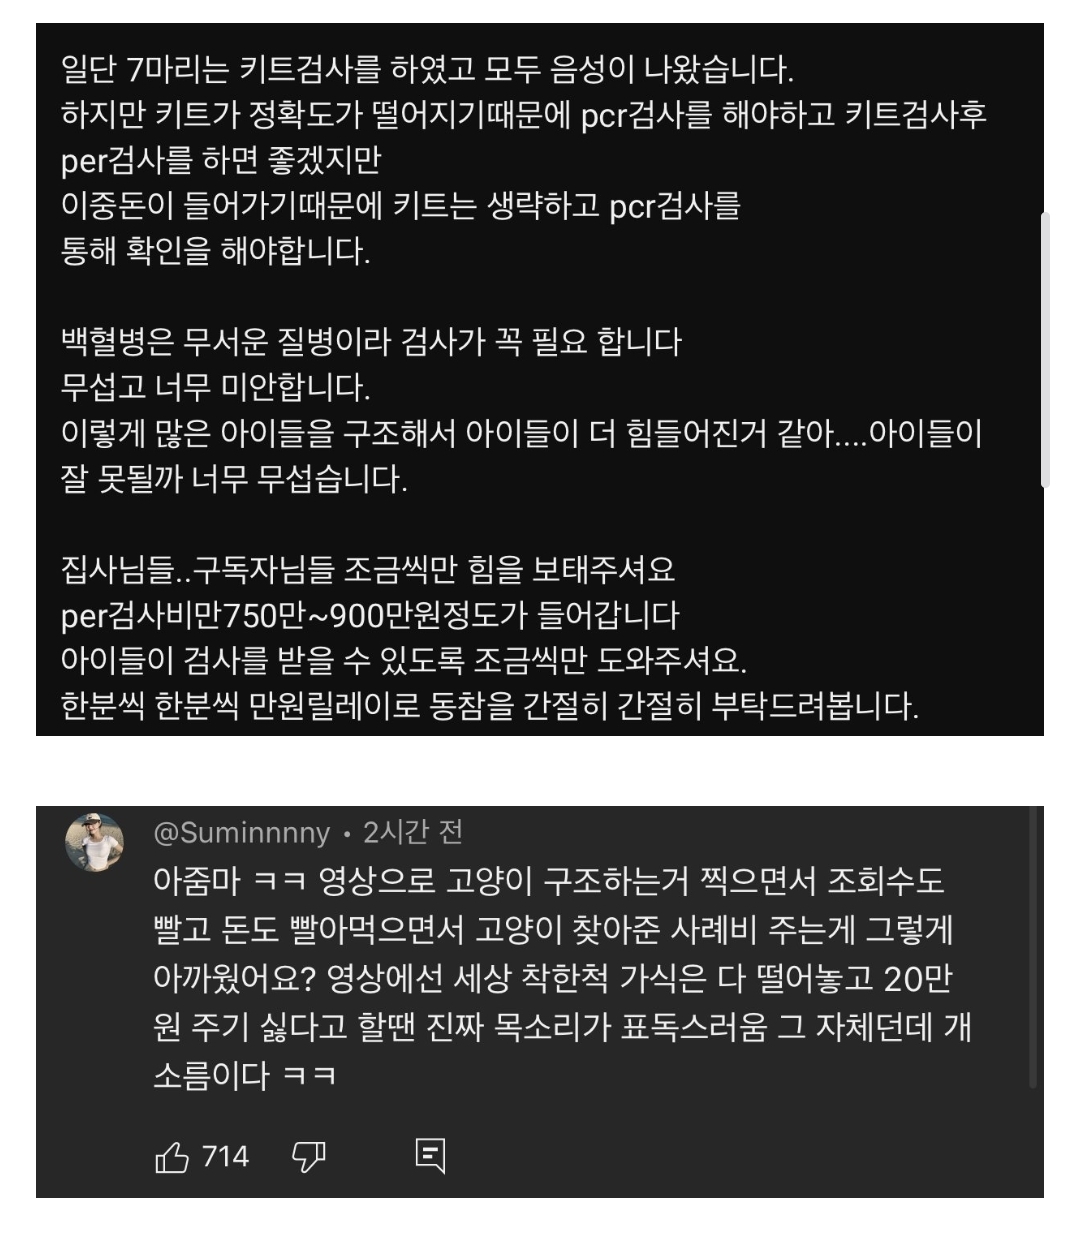 일단 7마리는 키트검사를 하였고 모두 음성이 나왔습니다.
하지만 키트가 정확도가 떨어지기때문에 pcr검사를 해야하고 키트검사후
per검사를 하면 좋겠지만
이중돈이 들어가기때문에 키트는 생략하고 pcr검사를
통해 확인을 해야합니다.
백혈병은 무서운 질병이라 검사가 꼭 필요 합니다
무섭고 너무 미안합니다.
이렇게 많은 아이들을 구조해서 아이들이 더 힘들어진거 같아....아이들이
잘 못될까 너무 무섭습니다.
집사님들..구독자님들 조금씩만 힘을 보태주셔요
per검사비만750만~900만원정도가 들어갑니다
아이들이 검사를 받을 수 있도록 조금씩만 도와주셔요.
한분씩 한분씩 만원릴레이로 동참을 간절히 간절히 부탁드려봅니다.
@Suminnnny • 2시간 전
아줌마 ㅋㅋ 영상으로 고양이 구조하는거 찍으면서 조회수도
빨고 돈도 빨아먹으면서 고양이 찾아준 사례비 주는게 그렇게
아까웠어요? 영상에선 세상 착한척 가식은 다 떨어놓고 20만
원 주기 싫다고 할땐 진짜 목소리가 표독스러움 그 자체던데 개
소름이다 ㅋㅋ
714